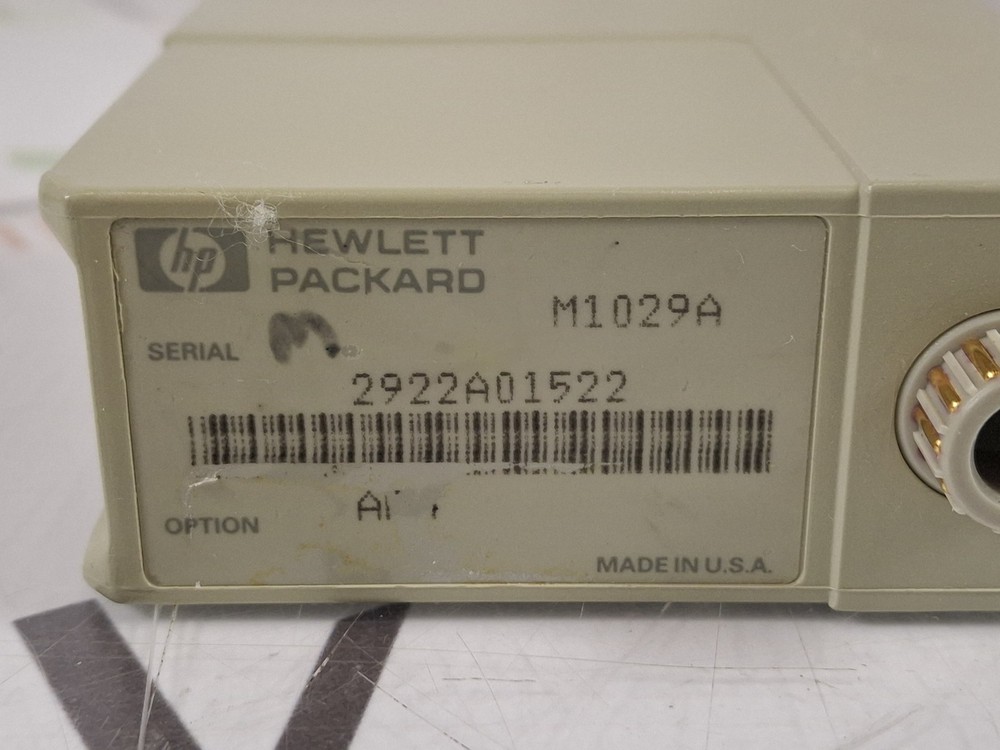 hp HEWLETT
PACKARD
M1029A
SERIAL
2922A01522
OPTION
MADE IN U.S.A.